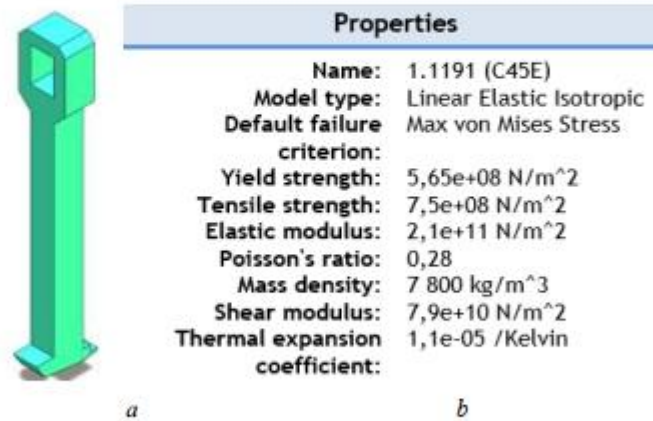 Properties
Name: 1.1191 (C45E)
Model type: Linear Elastic Isotropic
Default failure criterion: Max von Mises Stress
Yield strength: 5,65e+08 N/m^2
Tensile strength: 7,5e+08 N/m^2
Elastic modulus: 2,1e+11 N/m^2
Poisson's ratio: 0,28
Mass density: 7 800 kg/m^3
Shear modulus: 7,9e+10 N/m^2
Thermal expansion coefficient: 1,1e-05 /Kelvin
a b